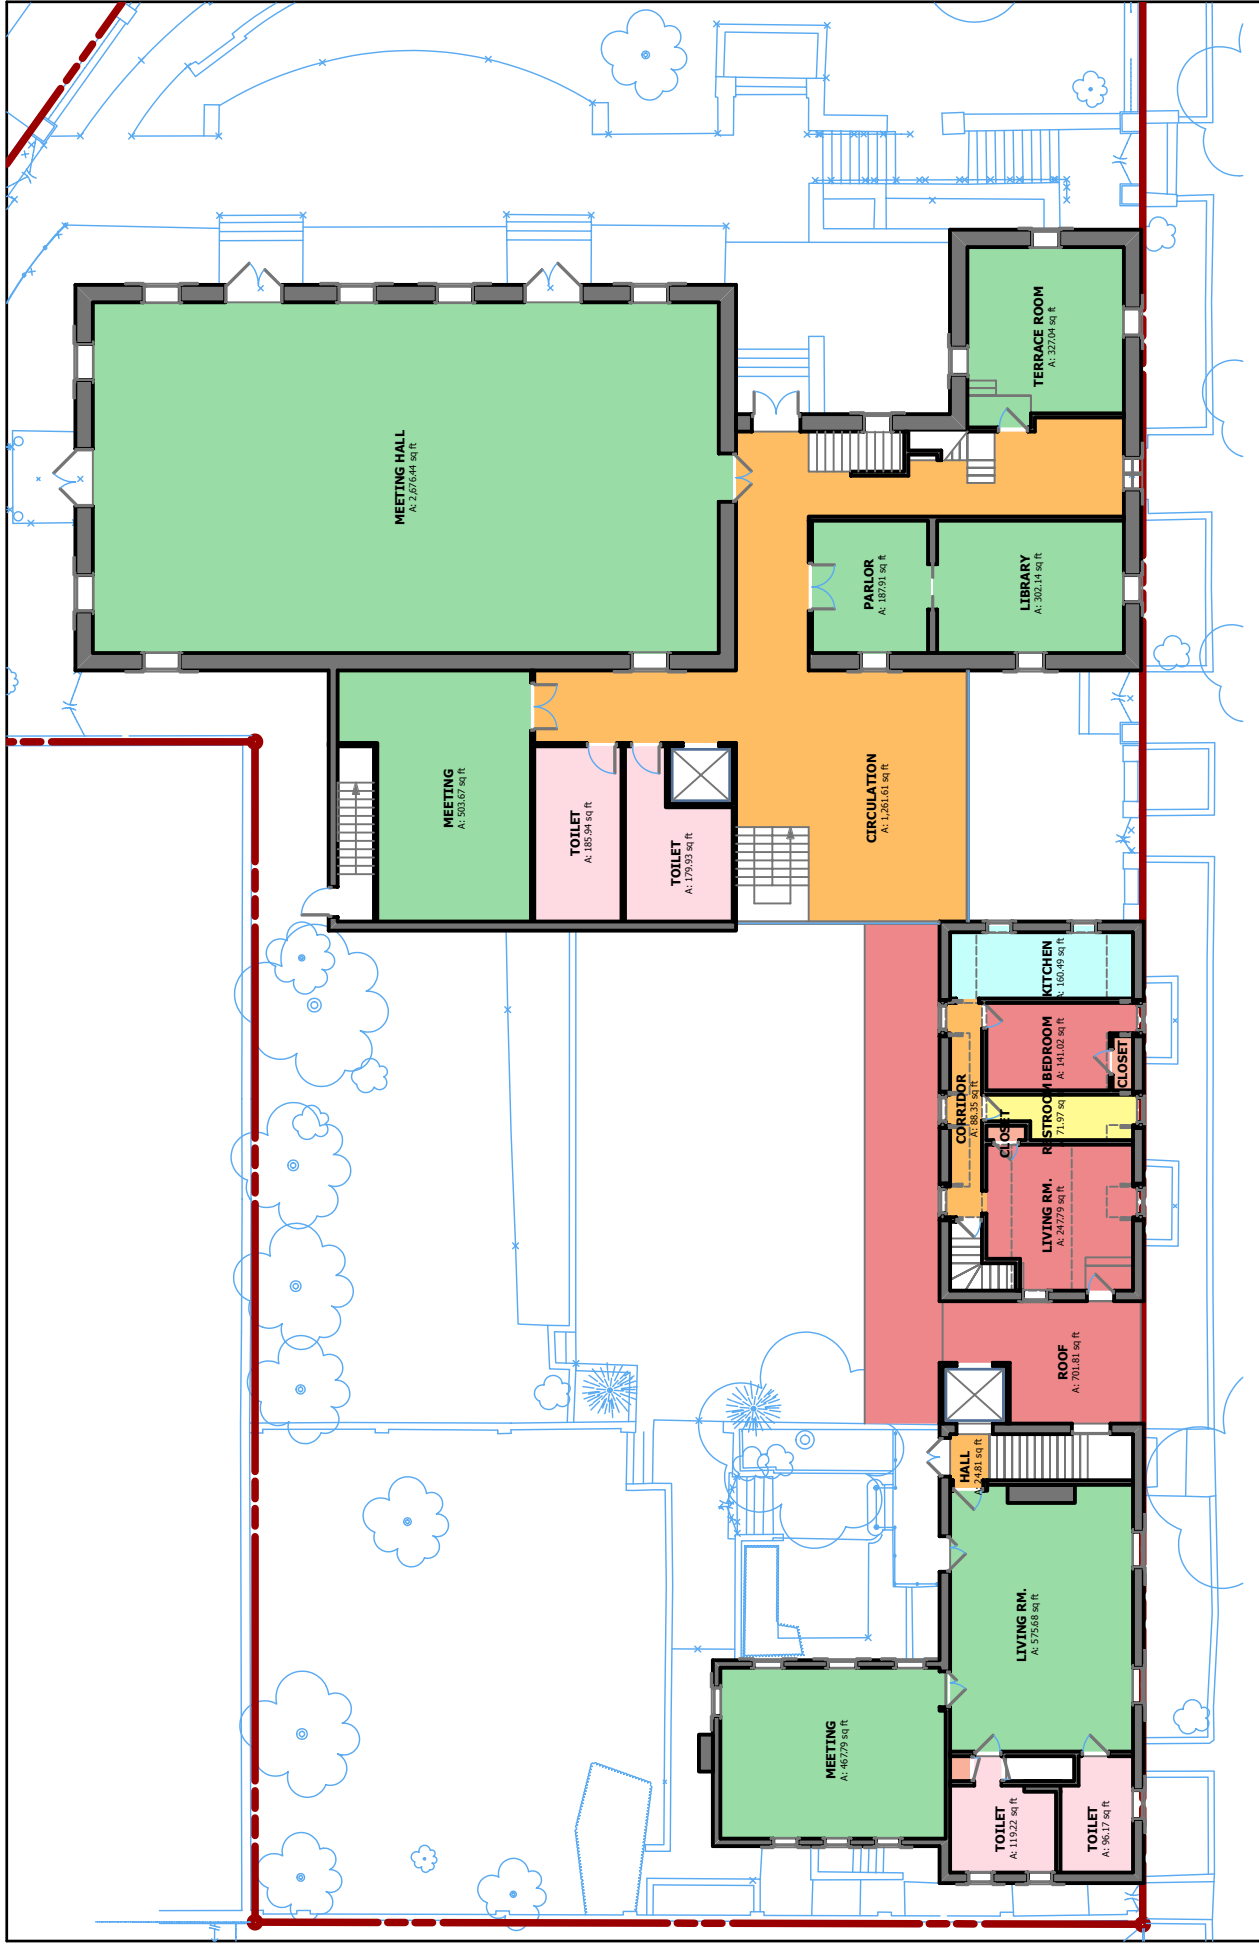 TERRACE ROOM
A: 327.04 sq ft
MEETING HALL
A: 2,676.44 sq ft
PARLOR
A: 187.91 sq ft
LIBRARY
A: 302.14 sq ft
MEETING
A: 503.67 sq ft
TOILET
A: 185.94 sq ft
TOILET
A: 179.93 sq ft
CIRCULATION
A: 1,261.61 sq ft
KITCHEN
A: 160.49 sq ft
BEDROOM
A: 141.02 sq ft
CLOSET
CORRIDOR
A: 88.35 sq ft
CLOSET
RESTROOM
71.97 sq
LIVING RM.
A: 247.79 sq ft
ROOF
A: 701.81 sq ft
HALL
A: 24.81 sq ft
LIVING RM.
A: 575.68 sq ft
MEETING
A: 467.79 sq ft
TOILET
A: 119.22 sq ft
TOILET
A: 96.17 sq ft